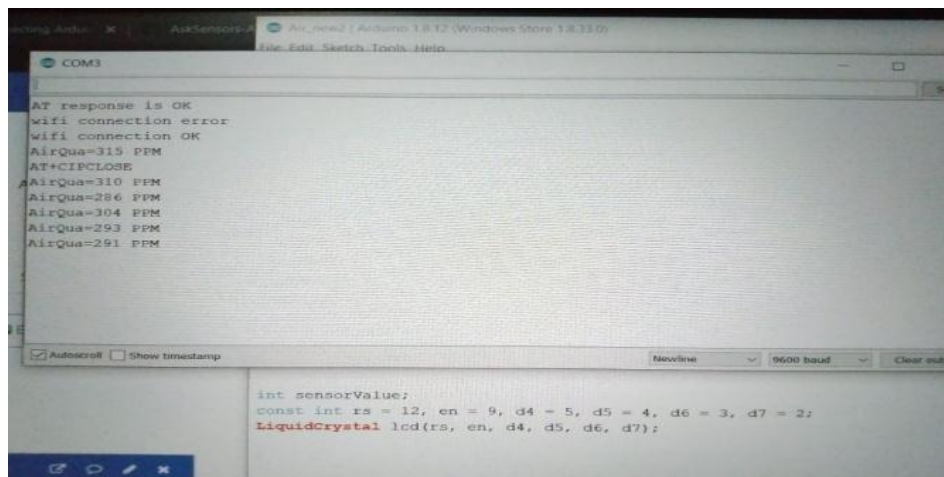 AskSensors-A
Air_new2 | Arduino 1.8.12 (Windows Store 1.8.33.0)
File Edit Sketch Tools Help
COM3
AT response is OK
wifi connection error
wifi connection OK
AirQua=315 PPM
AT+CIPCLOSE
AirQua=310 PPM
AirQua=286 PPM
AirQua=304 PPM
AirQua=293 PPM
AirQua=291 PPM
Autoscroll Show timestamp Newline 9600 baud Clear out
int sensorValue;
const int rs = 12, en = 9, d4 = 5, d5 = 4, d6 = 3, d7 = 2;
LiquidCrystal lcd(rs, en, d4, d5, d6, d7);